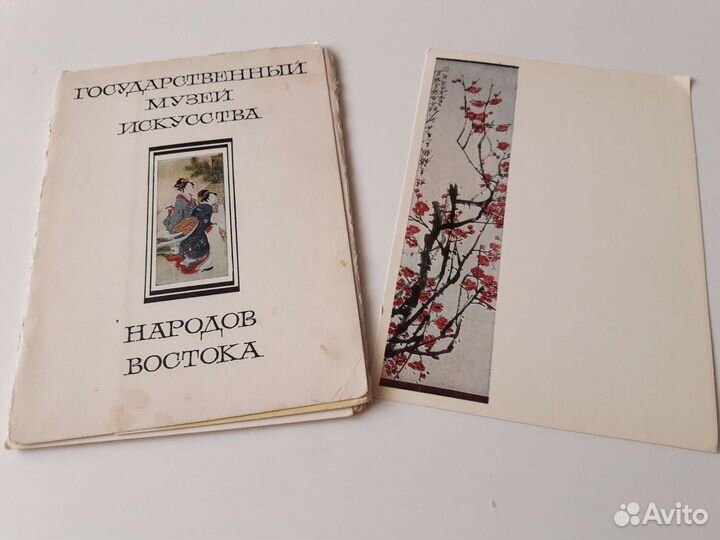 ГОСУДАРСТВЕННЫЙ
МУЗЕЙ
ИСКУССТВА
НАРОДОВ
ВОСТОКА
Avito